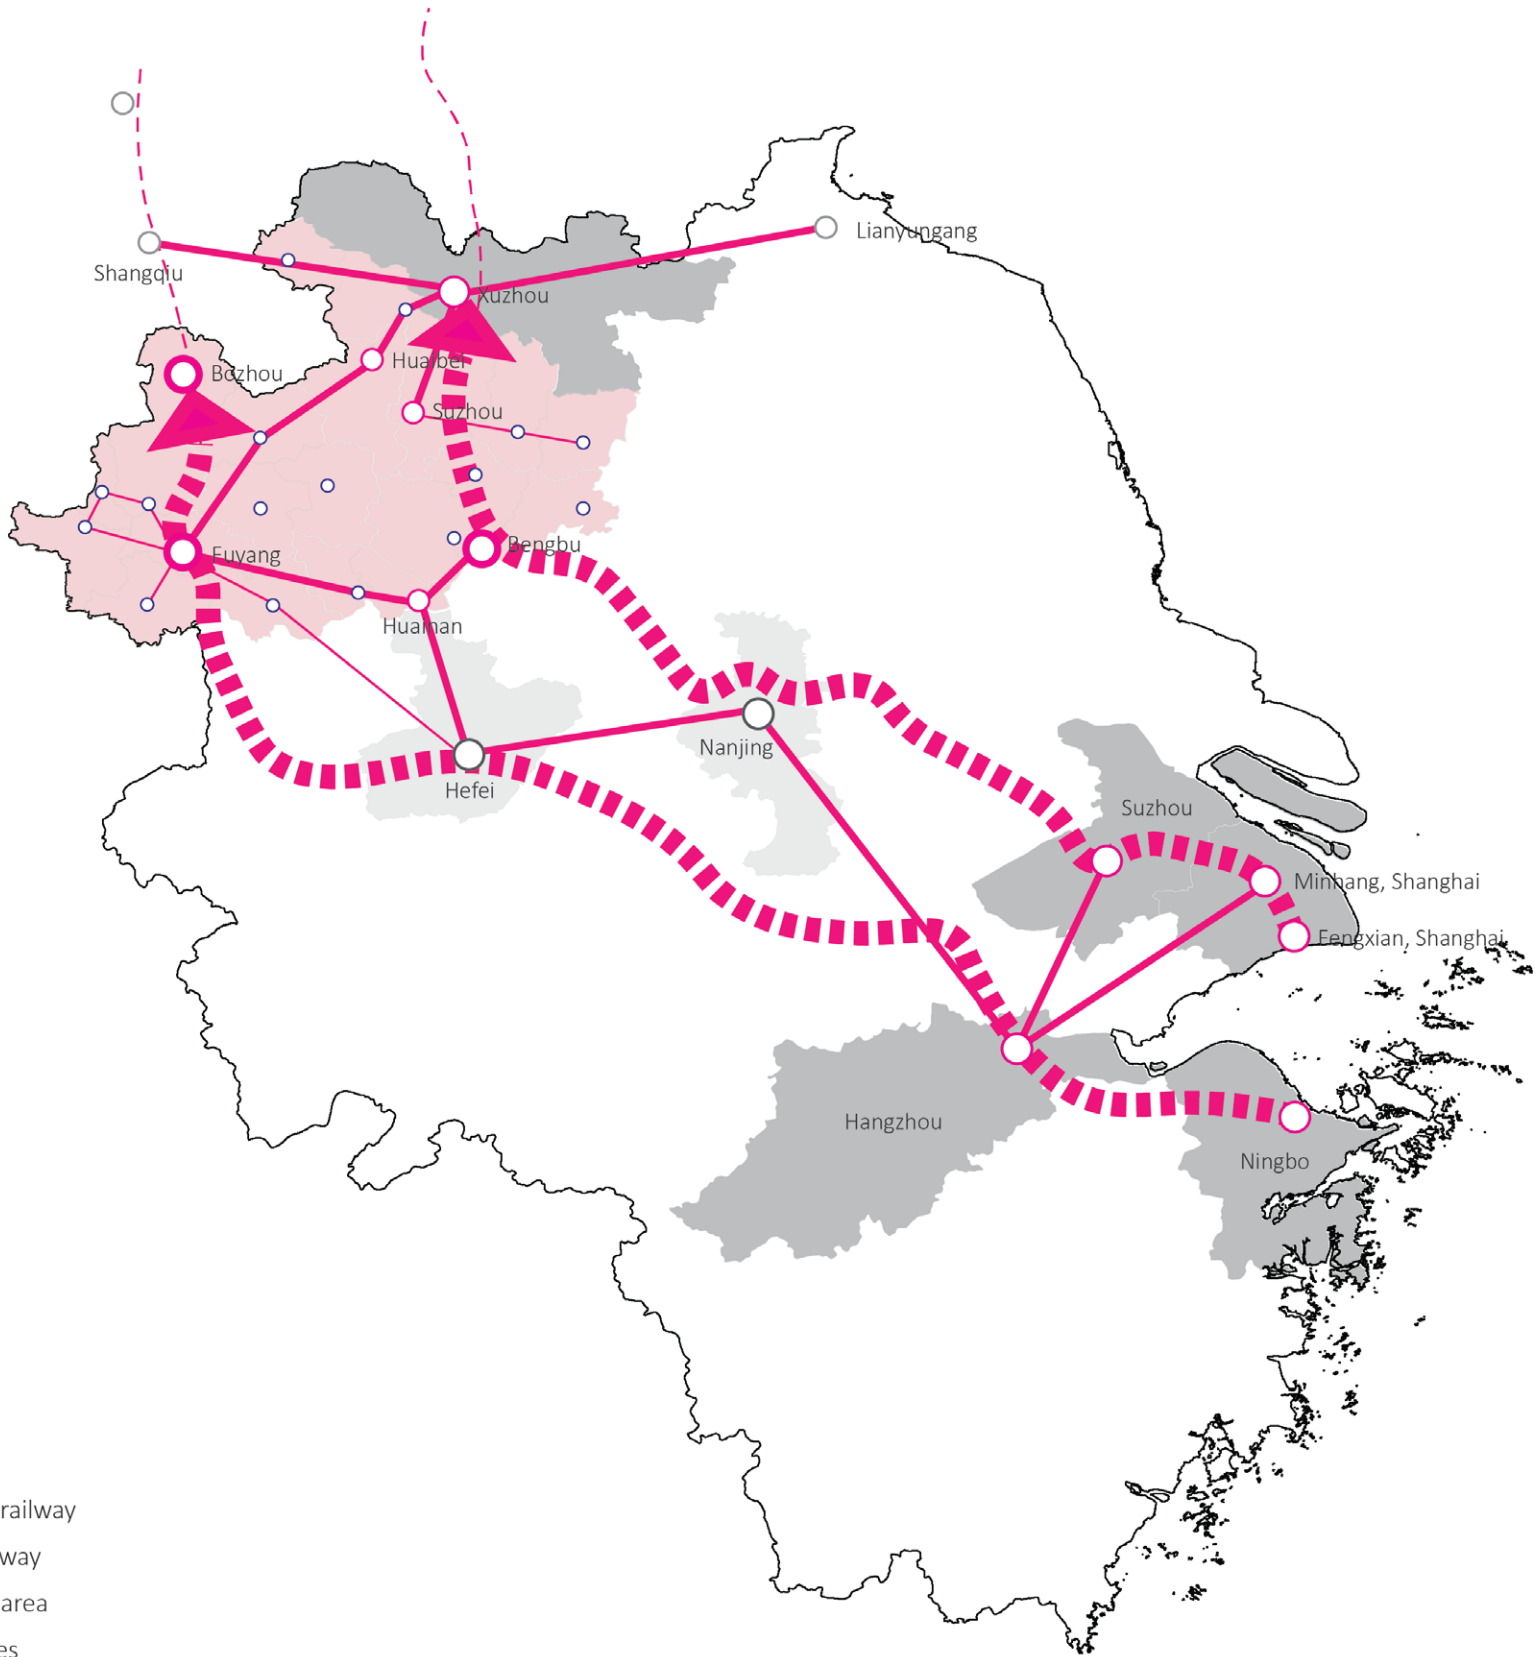 Lianyungang
Shangqiu
Xuzhou
Huaibei
Bozhou
Suzhou
Bengbu
Fuyang
Huainan
Nanjing
Hefei
Suzhou
Minhang, Shanghai
Fengxian, Shanghai
Hangzhou
Ningbo
railway
way
area
es